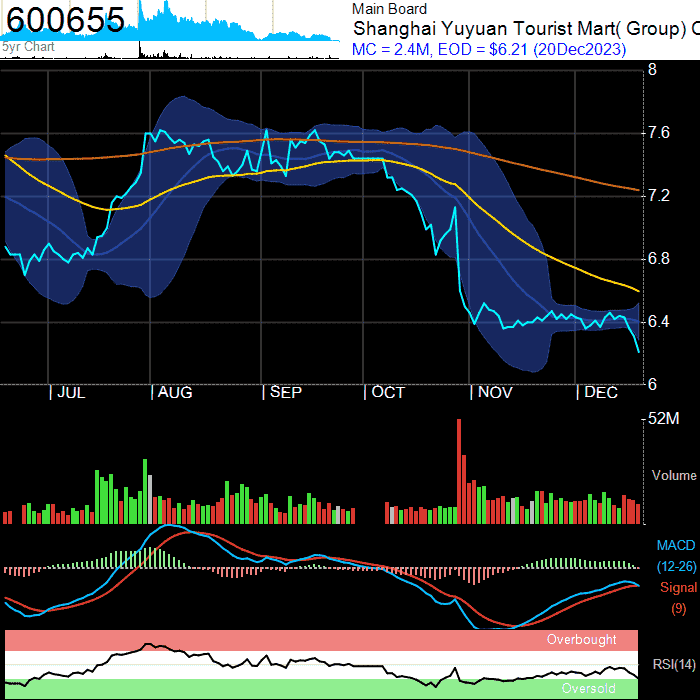 600655
5yr Chart
Main Board
Shanghai Yuyuan Tourist Mart( Group) C
MC = 2.4M, EOD = $6.21 (20Dec2023)
8
7.6
7.2
6.8
6.4
6
JUL AUG SEP OCT NOV DEC
52M
Volume
MACD
(12-26)
Signal
(9)
Overbought
RSI(14)
Oversold